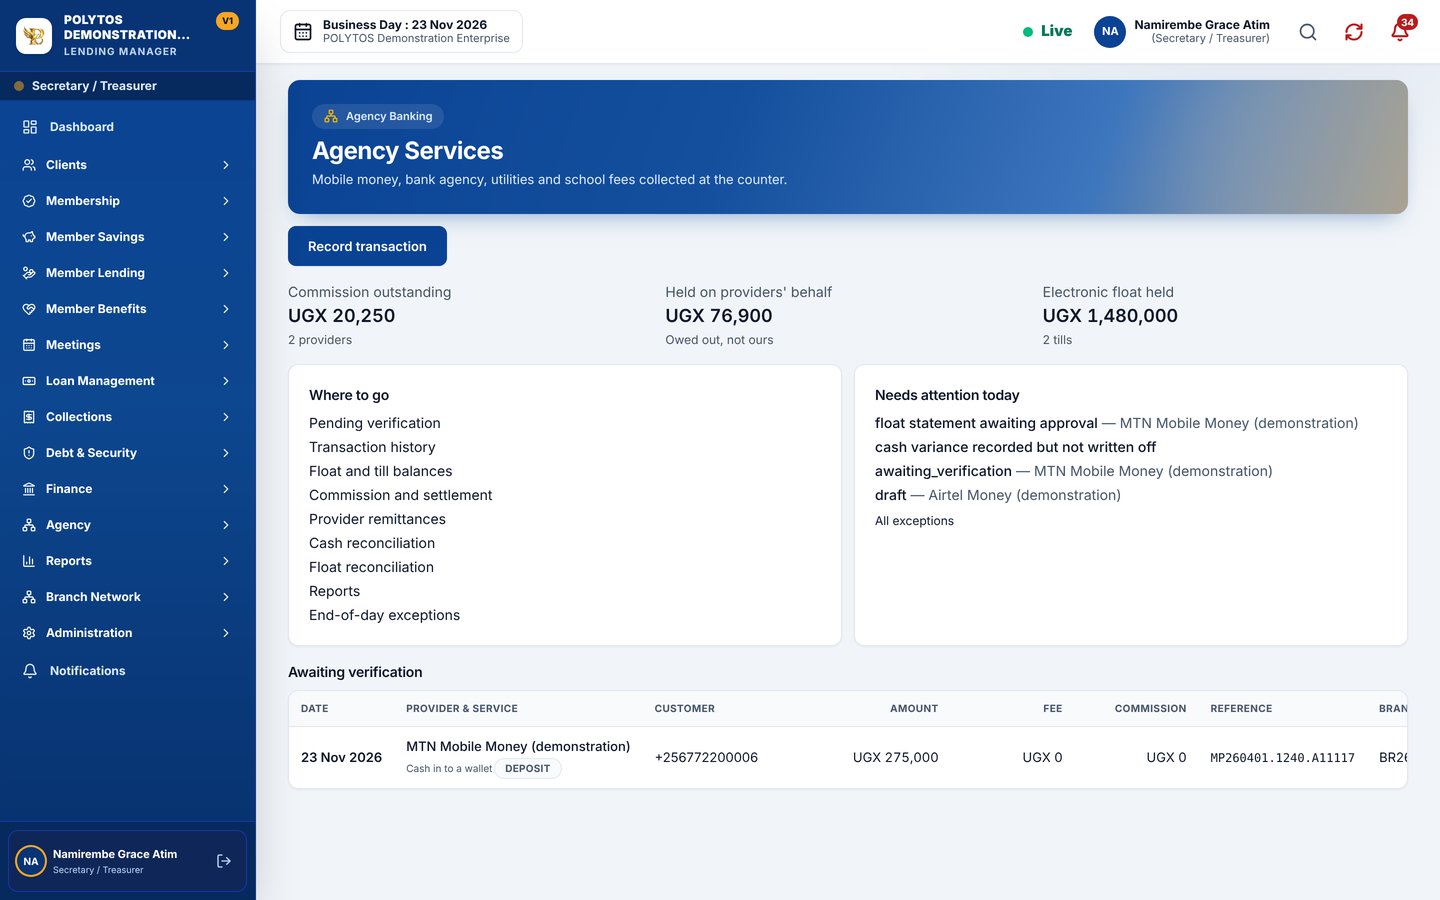 POLYTOS
DEMONSTRATION...
LENDING MANAGER
V1
Secretary / Treasurer
Dashboard
Clients
Membership
Member Savings
Member Lending
Member Benefits
Meetings
Loan Management
Collections
Debt & Security
Finance
Agency
Reports
Branch Network
Administration
Notifications
NA
Namirembe Grace Atim
Secretary / Treasurer
Business Day : 23 Nov 2026
POLYTOS Demonstration Enterprise
Live
NA
Namirembe Grace Atim
(Secretary / Treasurer)
34
Agency Banking
Agency Services
Mobile money, bank agency, utilities and school fees collected at the counter.
Record transaction
Commission outstanding
UGX 20,250
2 providers
Held on providers' behalf
UGX 76,900
Owed out, not ours
Electronic float held
UGX 1,480,000
2 tills
Where to go
Pending verification
Transaction history
Float and till balances
Commission and settlement
Provider remittances
Cash reconciliation
Float reconciliation
Reports
End-of-day exceptions
Needs attention today
float statement awaiting approval — MTN Mobile Money (demonstration)
cash variance recorded but not written off
awaiting_verification — MTN Mobile Money (demonstration)
draft — Airtel Money (demonstration)
All exceptions
Awaiting verification
DATE PROVIDER & SERVICE CUSTOMER AMOUNT FEE COMMISSION REFERENCE BRAN
23 Nov 2026 MTN Mobile Money (demonstration) +256772200006 UGX 275,000 UGX 0 UGX 0 MP260401.1240.A11117 BR26
Cash in to a wallet DEPOSIT